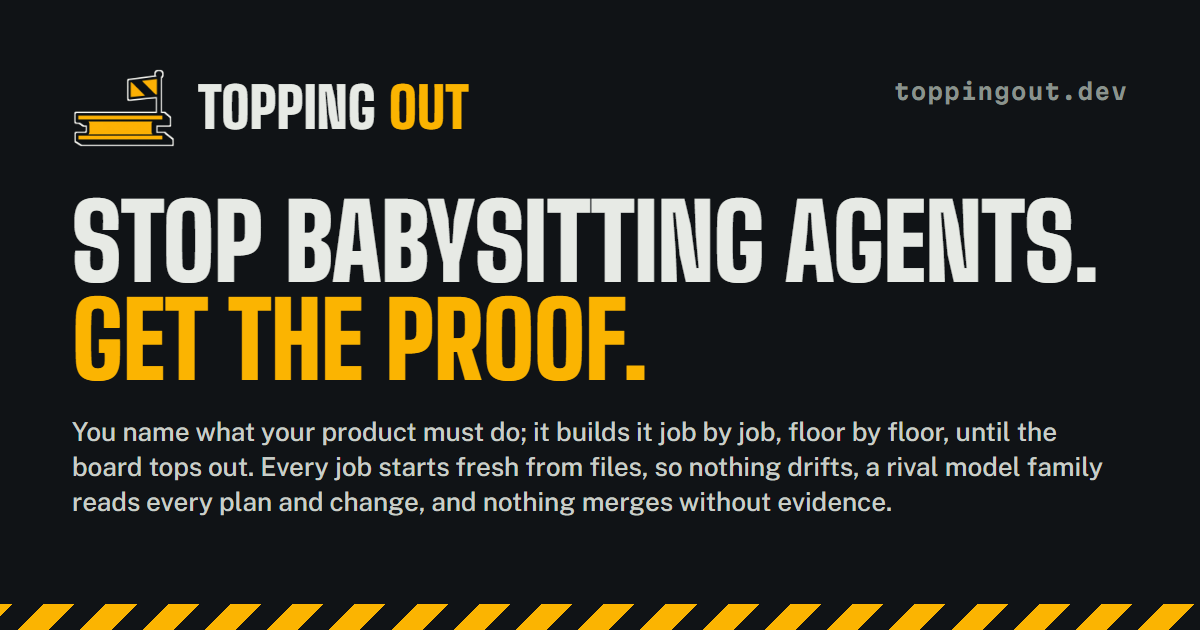 TOPPING OUT
toppingout.dev
STOP BABYSITTING AGENTS.
GET THE PROOF.
You name what your product must do; it builds it job by job, floor by floor, until the
board tops out. Every job starts fresh from files, so nothing drifts, a rival model family
reads every plan and change, and nothing merges without evidence.